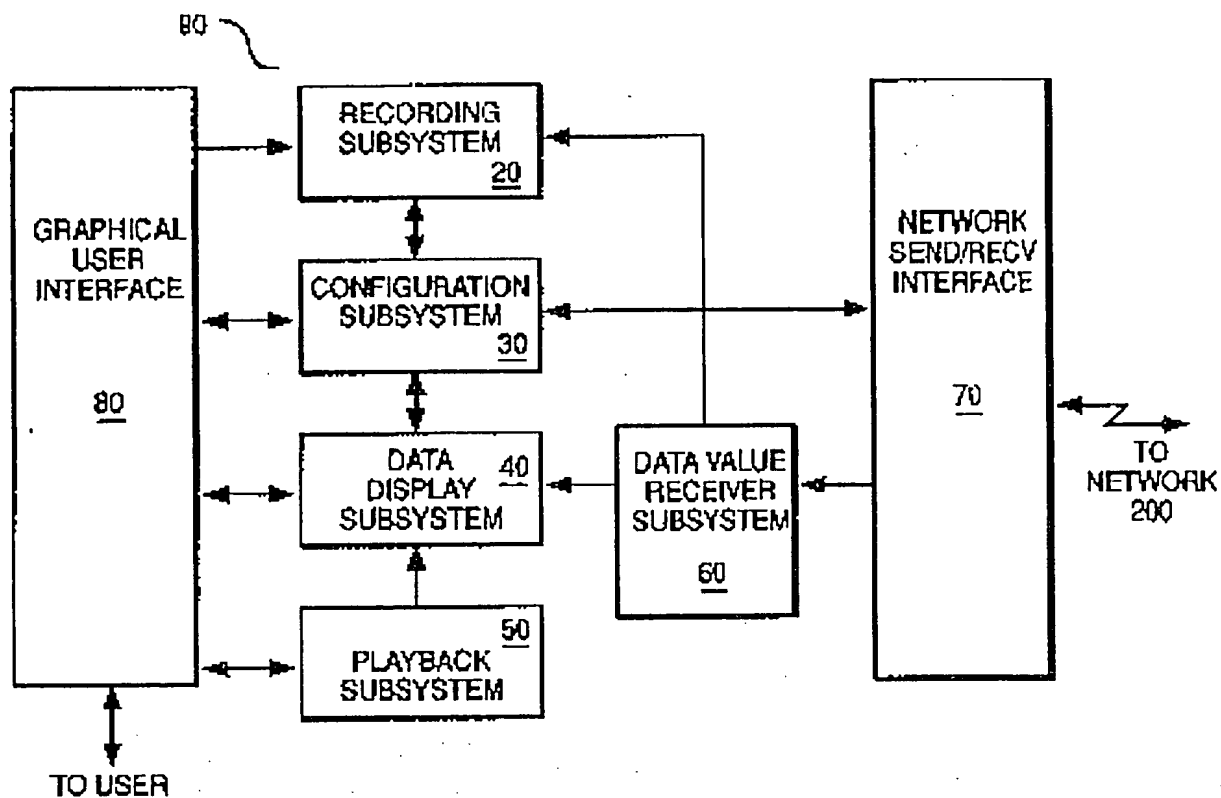 80
RECORDING
SUBSYSTEM
20
GRAPHICAL
USER
INTERFACE
80
CONFIGURATION
SUBSYSTEM
30
DATA
DISPLAY
SUBSYSTEM
40
50
PLAYBACK
SUBSYSTEM
DATA VALUE
RECEIVER
SUBSYSTEM
60
NETWORK
SEND/RECV
INTERFACE
70
TO
NETWORK
200
TO USER